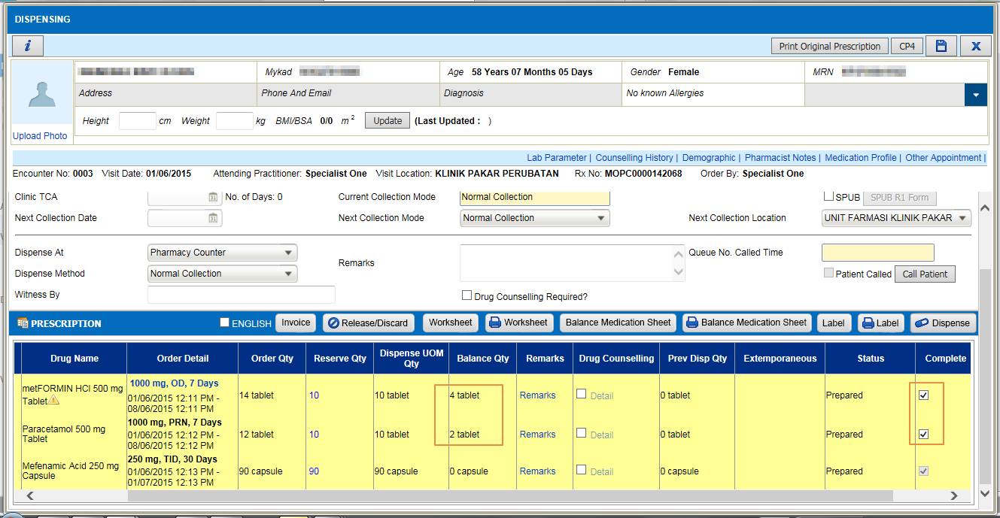 DISPENSING
i Print Original Prescription CP4 X
Mykad Age 58 Years 07 Months 05 Days Gender Female MRN
Address Phone And Email Diagnosis No known Allergies
Height cm Weight kg BMI/BSA 0/0 m 2 Update (Last Updated : )
Upload Photo
Lab Parameter | Counselling History | Demographic | Pharmacist Notes | Medication Profile | Other Appointment |
Encounter No: 0003 Visit Date: 01/06/2015 Attending Practitioner: Specialist One Visit Location: KLINIK PAKAR PERUBATAN Rx No: MOPC0000142068 Order By: Specialist One
Clinic TCA 31 No. of Days: 0 Current Collection Mode Normal Collection SPUB SPUB R1 Form
Next Collection Date 31 Next Collection Mode Normal Collection Next Collection Location UNIT FARMASI KLINIK PAKAR
Dispense At Pharmacy Counter Remarks Queue No. Called Time
Dispense Method Normal Collection Patient Called Call Patient
Witness By Drug Counselling Required?
PRESCRIPTION ENGLISH Invoice Release/Discard Worksheet Worksheet Balance Medication Sheet Balance Medication Sheet Label Label Dispense
Drug Name Order Detail Order Qty Reserve Qty Dispense UOM Qty Balance Qty Remarks Drug Counselling Prev Disp Qty Extemporaneous Status Complete
metFORMIN HCl 500 mg Tablet 1000 mg, OD, 7 Days 01/06/2015 12:11 PM - 08/06/2015 12:11 PM 14 tablet 10 10 tablet 4 tablet Remarks Detail 0 tablet Prepared
Paracetamol 500 mg Tablet 1000 mg, PRN, 7 Days 01/06/2015 12:12 PM - 08/06/2015 12:12 PM 12 tablet 10 10 tablet 2 tablet Remarks Detail 0 tablet Prepared
Mefenamic Acid 250 mg Capsule 250 mg, TID, 30 Days 01/06/2015 12:13 PM - 01/07/2015 12:13 PM 90 capsule 90 90 capsule 0 capsule Remarks Detail 0 capsule Prepared